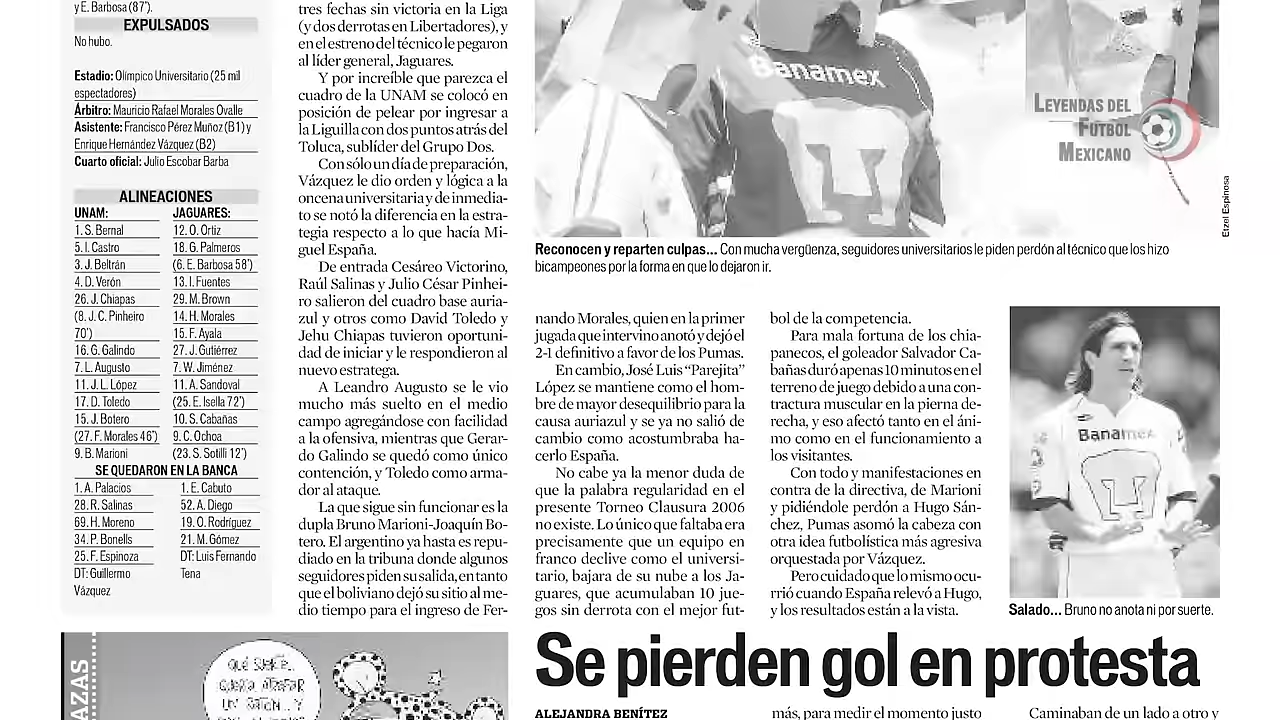 y E. Barbosa (87').
EXPULSADOS
No hubo.
Estadio: Olímpico Universitario (25 mil
espectadores)
Árbitro: Mauricio Rafael Morales Ovalle
Asistente: Francisco Pérez Muñoz (B1) y
Enrique Hernández Vázquez (B2)
Cuarto oficial: Julio Escobar Barba
ALINEACIONES
UNAM:
1. S. Bernal
5. I. Castro
3. J. Beltrán
4. D. Verón
26. J. Chiapas
(8. J. C. Pinheiro
70')
16. G. Galindo
7. L. Augusto
11. J. L. López
17. D. Toledo
15. J. Botero
(27. F. Morales 46')
9. B. Marioni
JAGUARES:
12. O. Ortiz
18. G. Palmeros
(6. E. Barbosa 58')
13. I. Fuentes
29. M. Brown
14. H. Morales
15. F. Ayala
27. J. Gutiérrez
7. W. Jiménez
11. A. Sandoval
(25. E. Isella 72')
10. S. Cabañas
9. C. Ochoa
(23. S. Sotilli 12')
SE QUEDARON EN LA BANCA
1. A. Palacios
28. R. Salinas
69. H. Moreno
34. P. Bonells
25. F. Espinoza
DT: Guillermo
Vázquez
1. E. Cabuto
52. A. Diego
19. O. Rodríguez
21. M. Gómez
DT: Luis Fernando
Tena
tres fechas sin victoria en la Liga
(y dos derrotas en Libertadores), y
en el estreno del técnico le pegaron
al líder general, Jaguares.
Y por increíble que parezca el
cuadro de la UNAM se colocó en
posición de pelear por ingresar a
la Liguilla con dos puntos atrás del
Toluca, sublíder del Grupo Dos.
Con sólo un día de preparación,
Vázquez le dio orden y lógica a la
oncena universitaria y de inmedia-
to se notó la diferencia en la estra-
tegia respecto a lo que hacía Mi-
guel España.
De entrada Cesáreo Victorino,
Raúl Salinas y Julio César Pinhei-
ro salieron del cuadro base auria-
zul y otros como David Toledo y
Jehu Chiapas tuvieron oportuni-
dad de iniciar y le respondieron al
nuevo estratega.
A Leandro Augusto se le vio
mucho más suelto en el medio
campo agregándose con facilidad
a la ofensiva, mientras que Gerar-
do Galindo se quedó como único
contención, y Toledo como arma-
dor al ataque.
La que sigue sin funcionar es la
dupla Bruno Marioni-Joaquín Bo-
tero. El argentino ya hasta es repu-
diado en la tribuna donde algunos
seguidores piden su salida, en tanto
que el boliviano dejó su sitio al me-
dio tiempo para el ingreso de Fer-
Banamex
LEYENDAS DEL
FUTBOL
MEXICANO
Etzel Espinosa
Reconocen y reparten culpas... Con mucha vergüenza, seguidores universitarios le piden perdón al técnico que los hizo
bicampeones por la forma en que lo dejaron ir.
nando Morales, quien en la primer
jugada que intervino anotó y dejó el
2-1 definitivo a favor de los Pumas.
En cambio, José Luis “Parejita”
López se mantiene como el hom-
bre de mayor desequilibrio para la
causa auriazul y se ya no salió de
cambio como acostumbraba ha-
cerlo España.
No cabe ya la menor duda de
que la palabra regularidad en el
presente Torneo Clausura 2006
no existe. Lo único que faltaba era
precisamente que un equipo en
franco declive como el universi-
tario, bajara de su nube a los Ja-
guares, que acumulaban 10 jue-
gos sin derrota con el mejor fut-
bol de la competencia.
Para mala fortuna de los chia-
panecos, el goleador Salvador Ca-
bañas duró apenas 10 minutos en el
terreno de juego debido a una con-
tractura muscular en la pierna de-
recha, y eso afectó tanto en el áni-
mo como en el funcionamiento a
los visitantes.
Con todo y manifestaciones en
contra de la directiva, de Marioni
y pidiéndole perdón a Hugo Sán-
chez, Pumas asomó la cabeza con
otra idea futbolística más agresiva
orquestada por Vázquez.
Pero cuidado que lo mismo ocu-
rrió cuando España relevó a Hugo,
y los resultados están a la vista.
Banamex
Salado... Bruno no anota ni por suerte.
AZAS
Se pierden gol en protesta
ALEJANDRA BENÍTEZ
más, para medir el momento justo
Caminaban de un lado a otro y